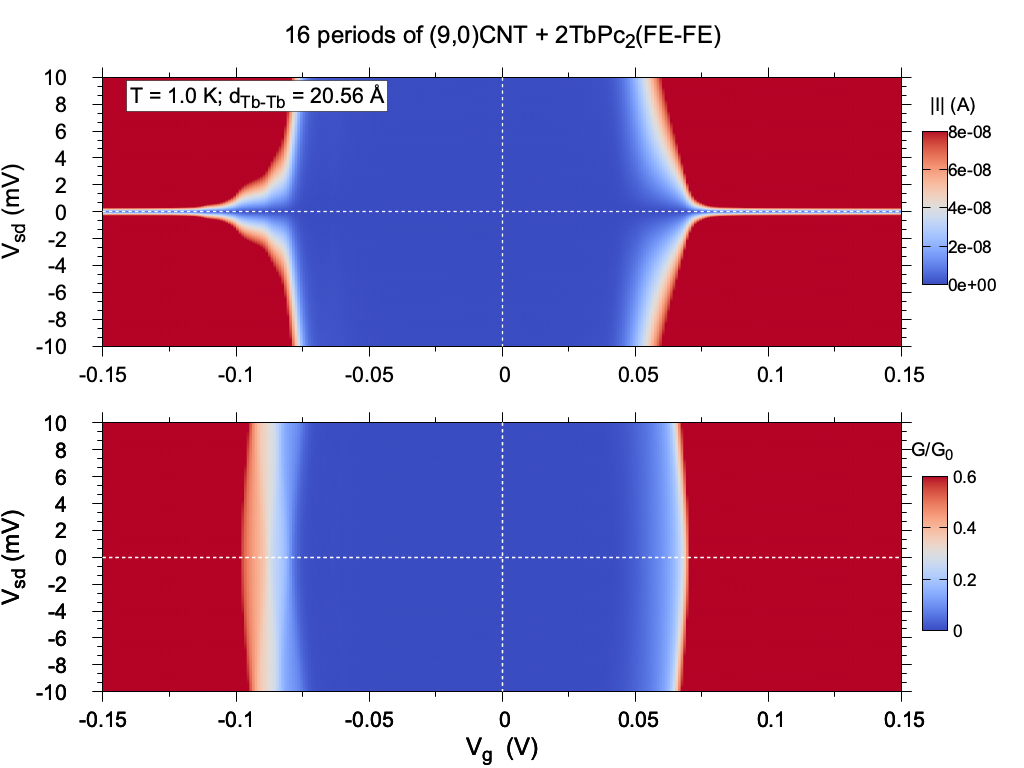 16 periods of (9,0)CNT + 2TbPc2(FE-FE)
T = 1.0 K; dTb-Tb = 20.56 Å
10
8
6
4
2
0
-2
-4
-6
-8
-10
Vsd (mV)
-0.15 -0.1 -0.05 0 0.05 0.1 0.15
|I| (A)
8e-08
6e-08
4e-08
2e-08
0e+00
10
8
6
4
2
0
-2
-4
-6
-8
-10
Vsd (mV)
-0.15 -0.1 -0.05 0 0.05 0.1 0.15
Vg (V)
G/G0
0.6
0.4
0.2
0